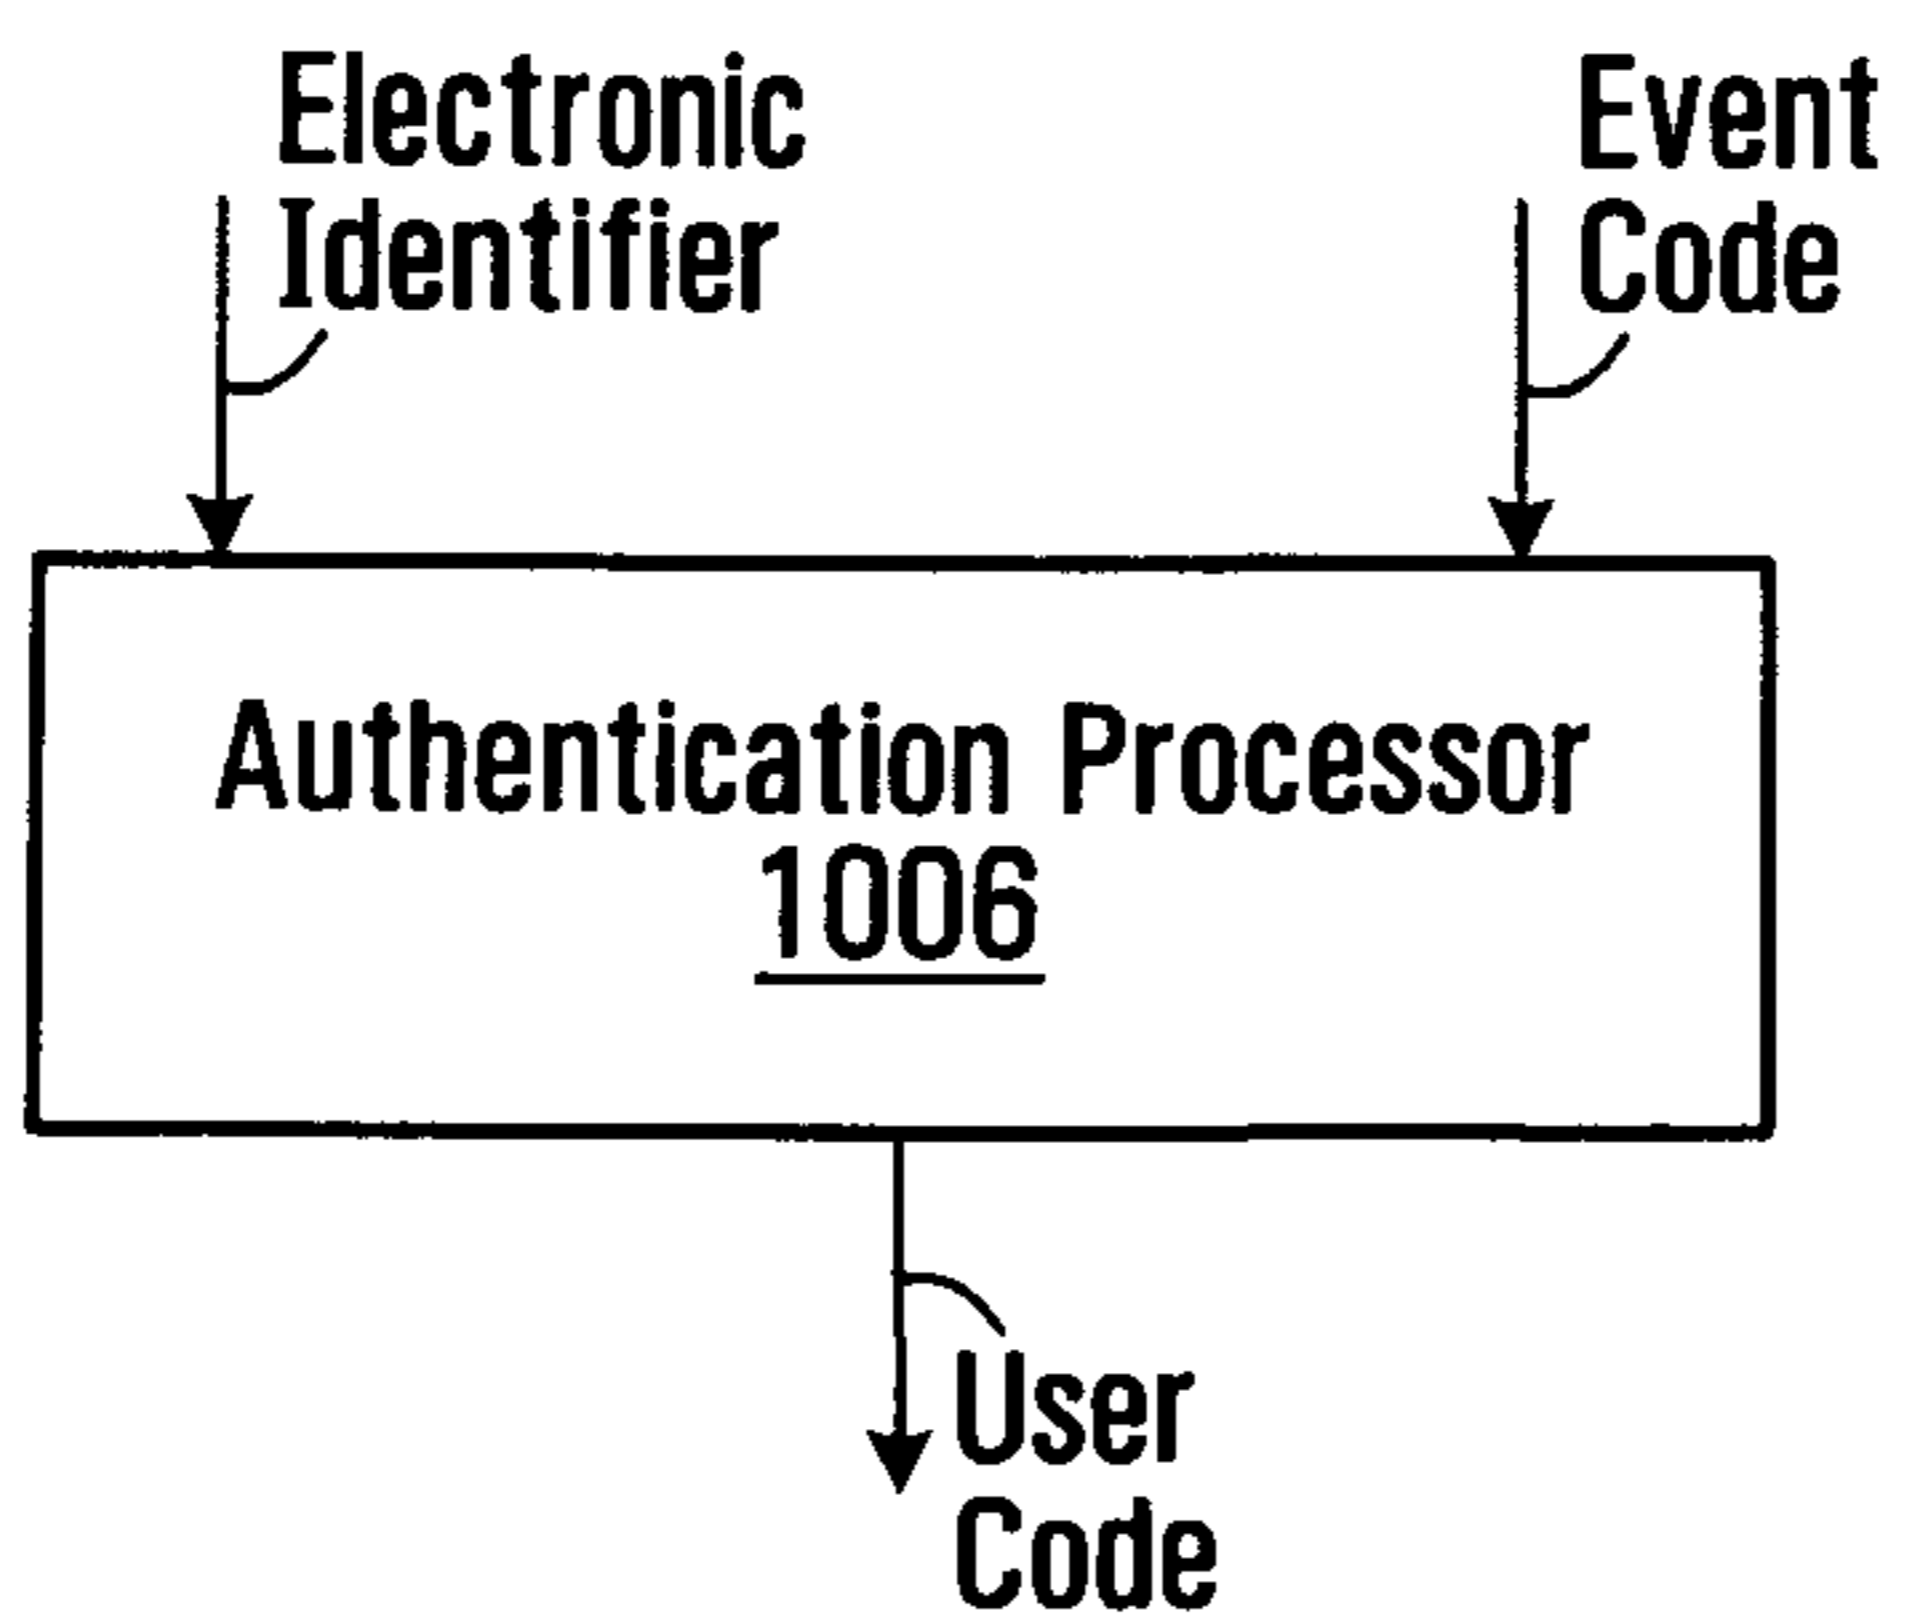 Electronic
Identifier
Event
Code
Authentication Processor
1006
User
Code